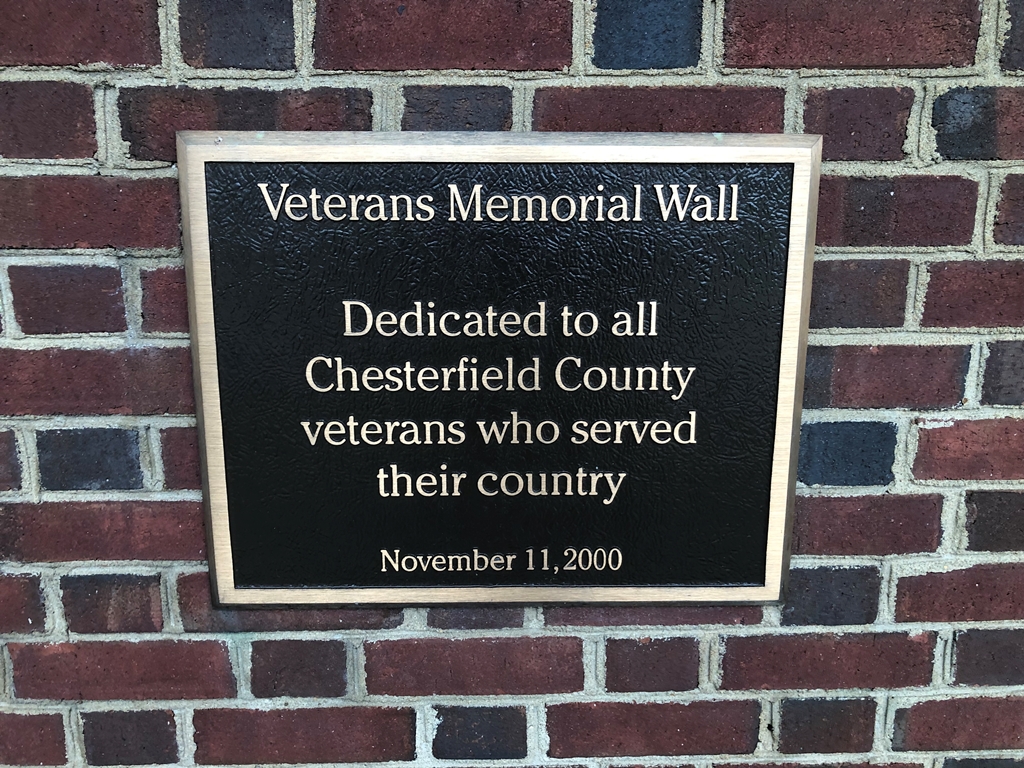 Veterans Memorial Wall
Dedicated to all
Chesterfield County
veterans who served
their country
November 11, 2000